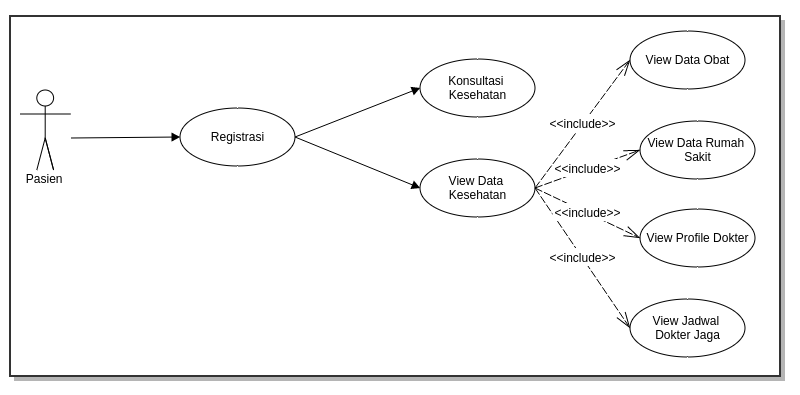 Pasien
Registrasi
Konsultasi
Kesehatan
View Data
Kesehatan
<<include>>
<<include>>
<<include>>
<<include>>
View Data Obat
View Data Rumah
Sakit
View Profile Dokter
View Jadwal
Dokter Jaga